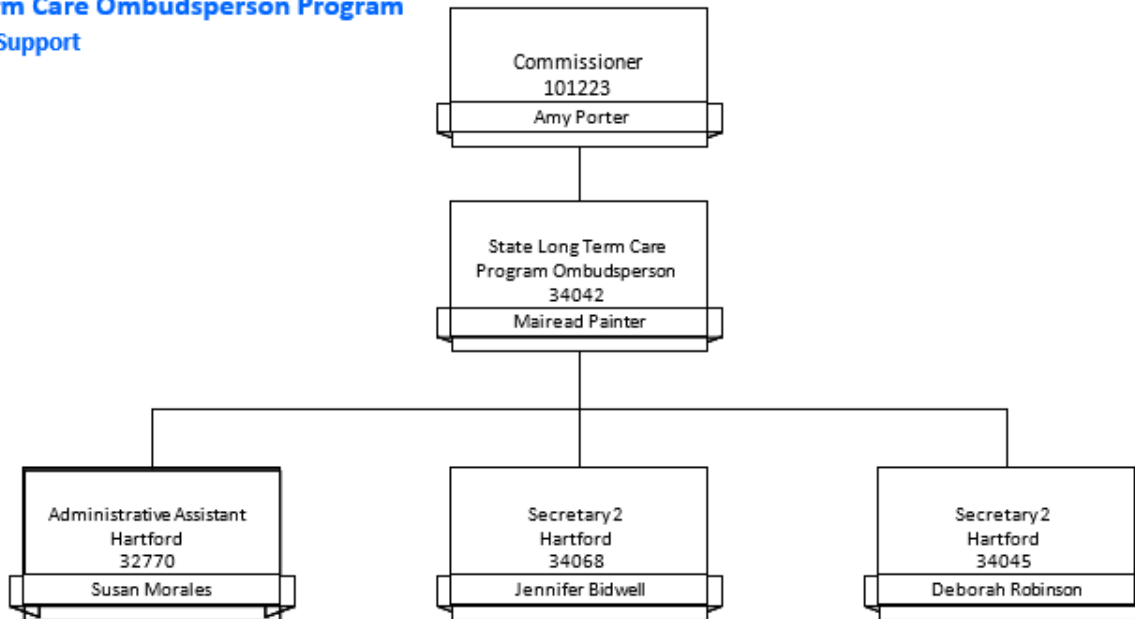 Care Ombudsperson Program
Support
Commissioner
101223
Amy Porter
State Long Term Care
Program Ombudsperson
34042
Mairead Painter
Administrative Assistant
Hartford
32770
Susan Morales
Secretary 2
Hartford
34068
Jennifer Bidwell
Secretary 2
Hartford
34045
Deborah Robinson